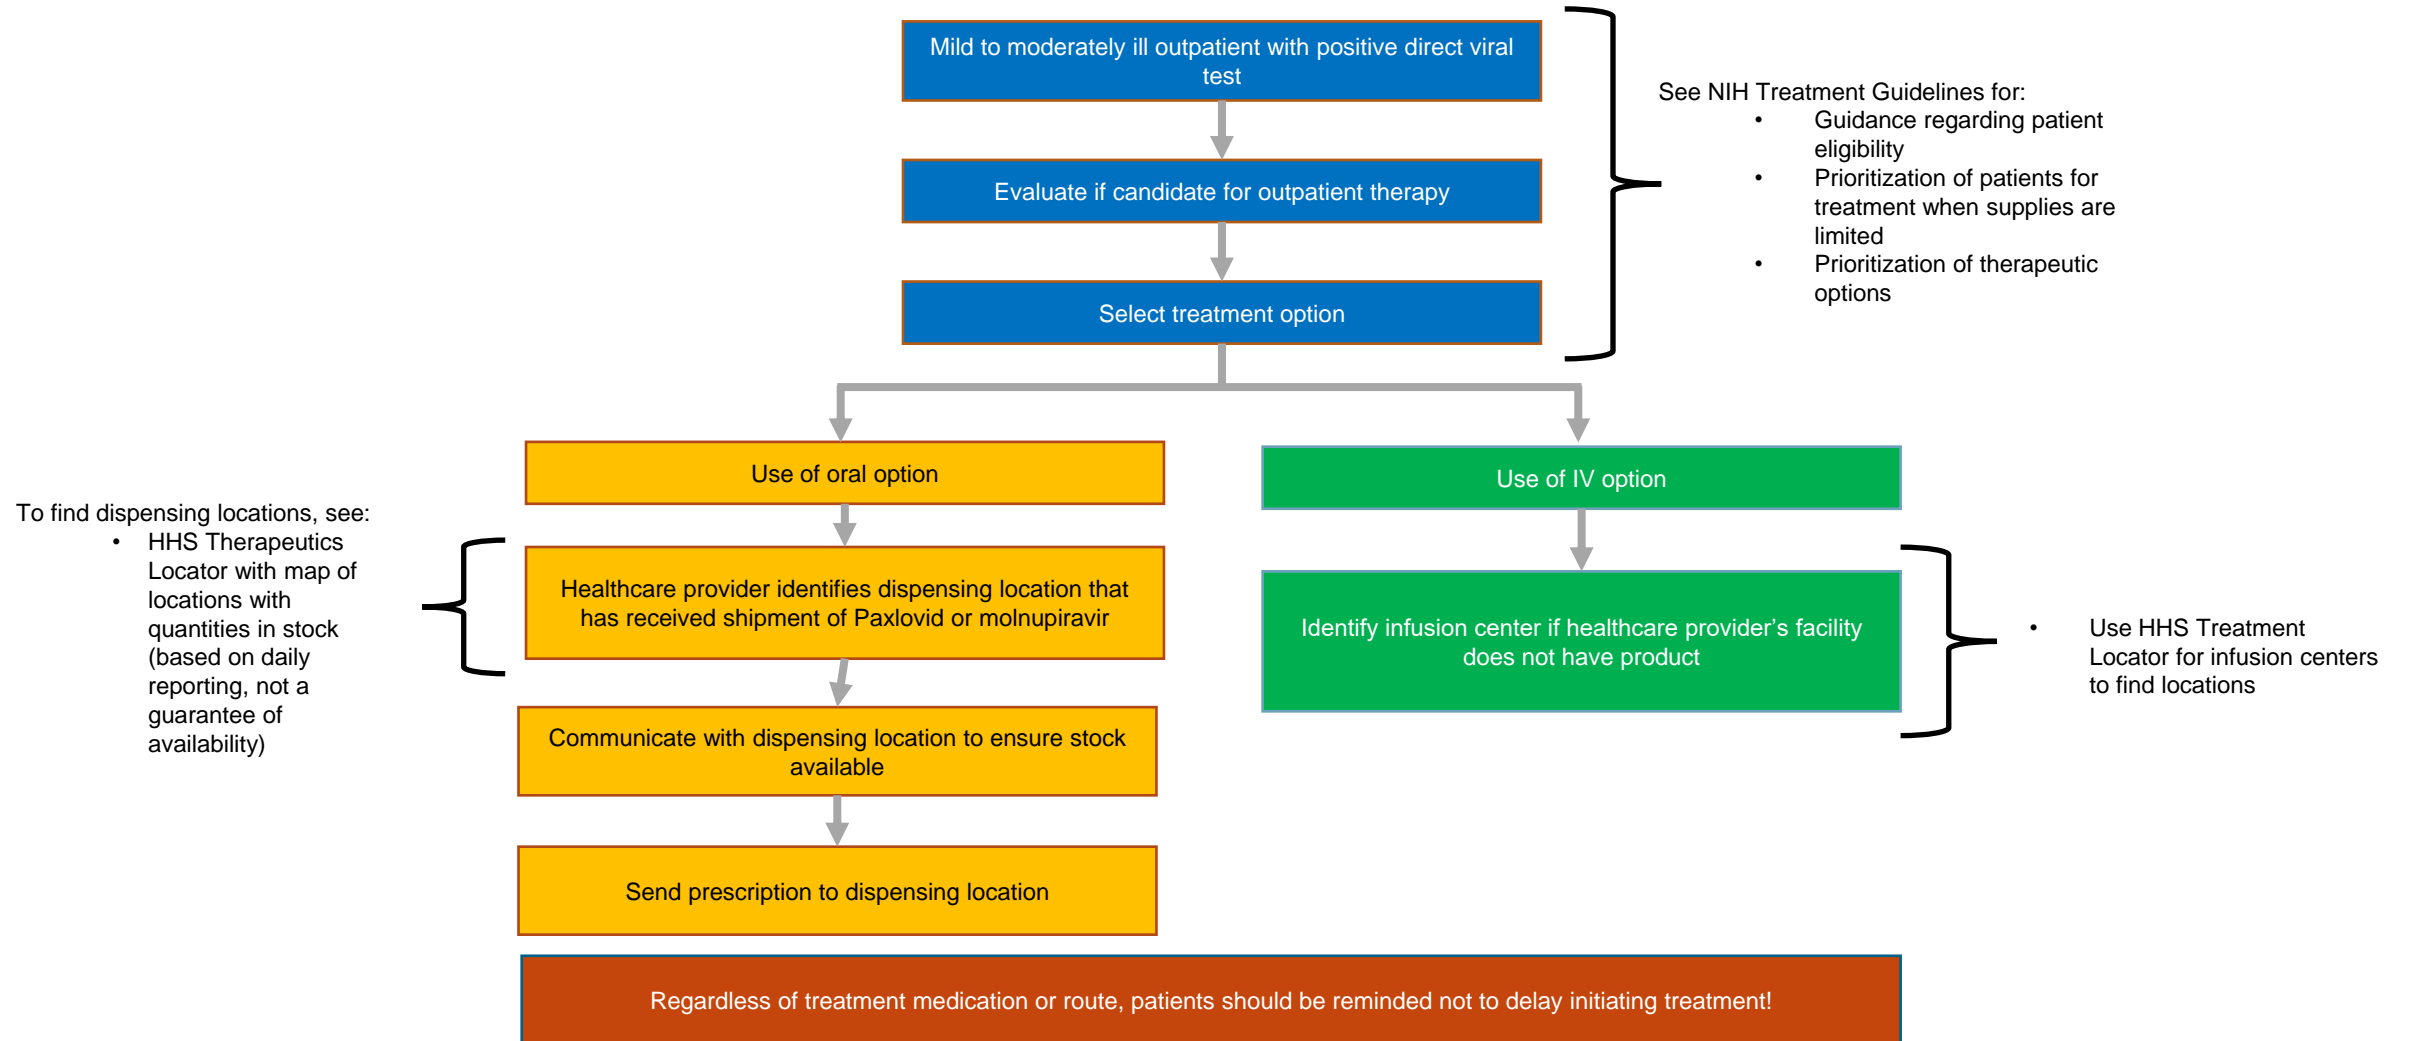 Mild to moderately ill outpatient with positive direct viral
test
See NIH Treatment Guidelines for:
• Guidance regarding patient
eligibility
• Prioritization of patients for
treatment when supplies are
limited
• Prioritization of therapeutic
options
Evaluate if candidate for outpatient therapy
Select treatment option
Use of oral option
Use of IV option
To find dispensing locations, see:
• HHS Therapeutics
Locator with map of
locations with
quantities in stock
(based on daily
reporting, not a
guarantee of
availability)
Healthcare provider identifies dispensing location that
has received shipment of Paxlovid or molnupiravir
Identify infusion center if healthcare provider’s facility
does not have product
• Use HHS Treatment
Locator for infusion centers
to find locations
Communicate with dispensing location to ensure stock
available
Send prescription to dispensing location
Regardless of treatment medication or route, patients should be reminded not to delay initiating treatment!